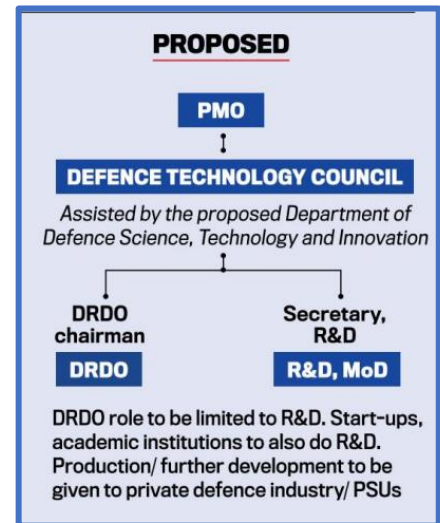 PROPOSED
PMO
DEFENCE TECHNOLOGY COUNCIL
Assisted by the proposed Department of
Defence Science, Technology and Innovation
DRDO chairman
DRDO
Secretary, R&D
R&D, MoD
DRDO role to be limited to R&D. Start-ups,
academic institutions to also do R&D.
Production/ further development to be
given to private defence industry/ PSUs